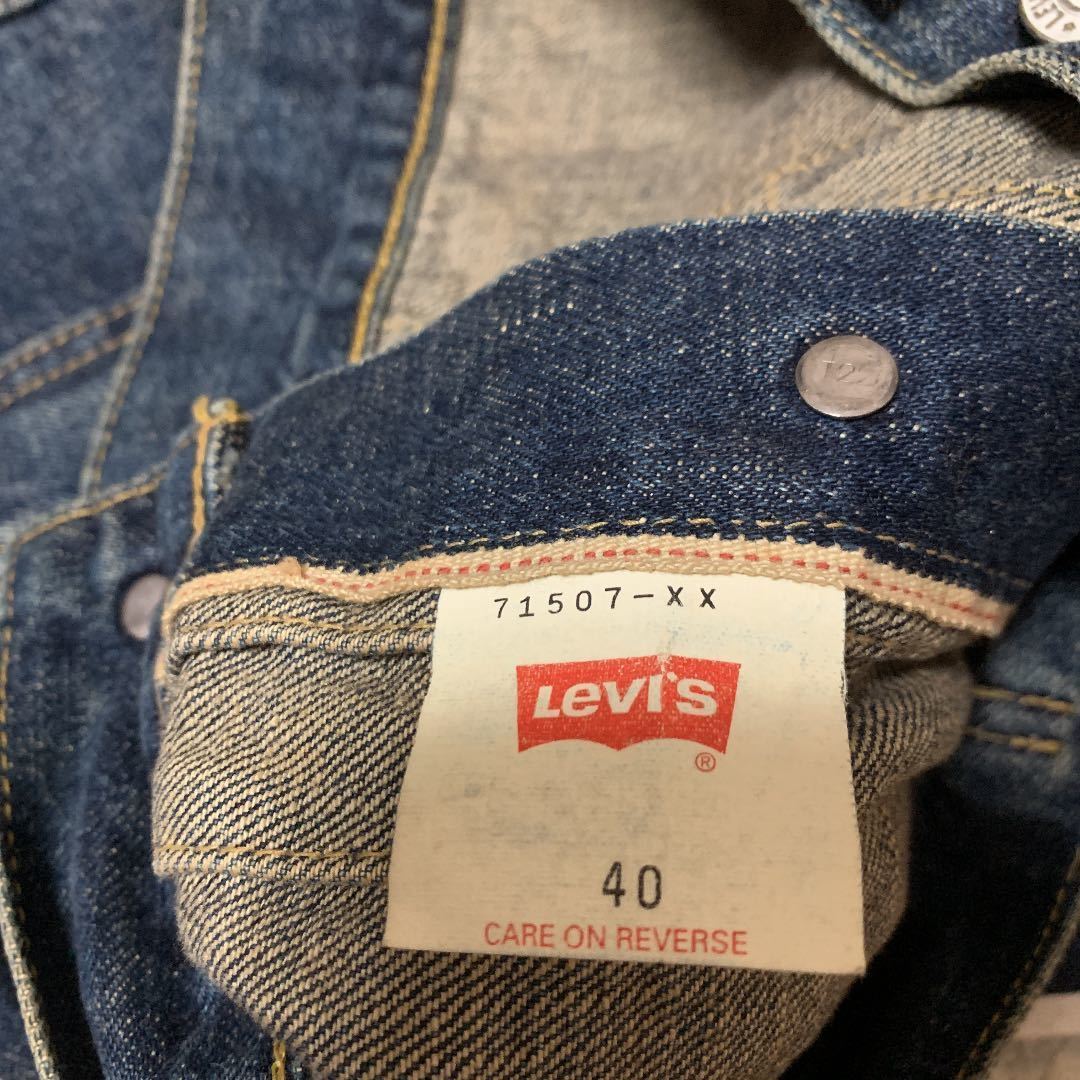 71507-XX
LEVI'S
®
40
CARE ON REVERSE